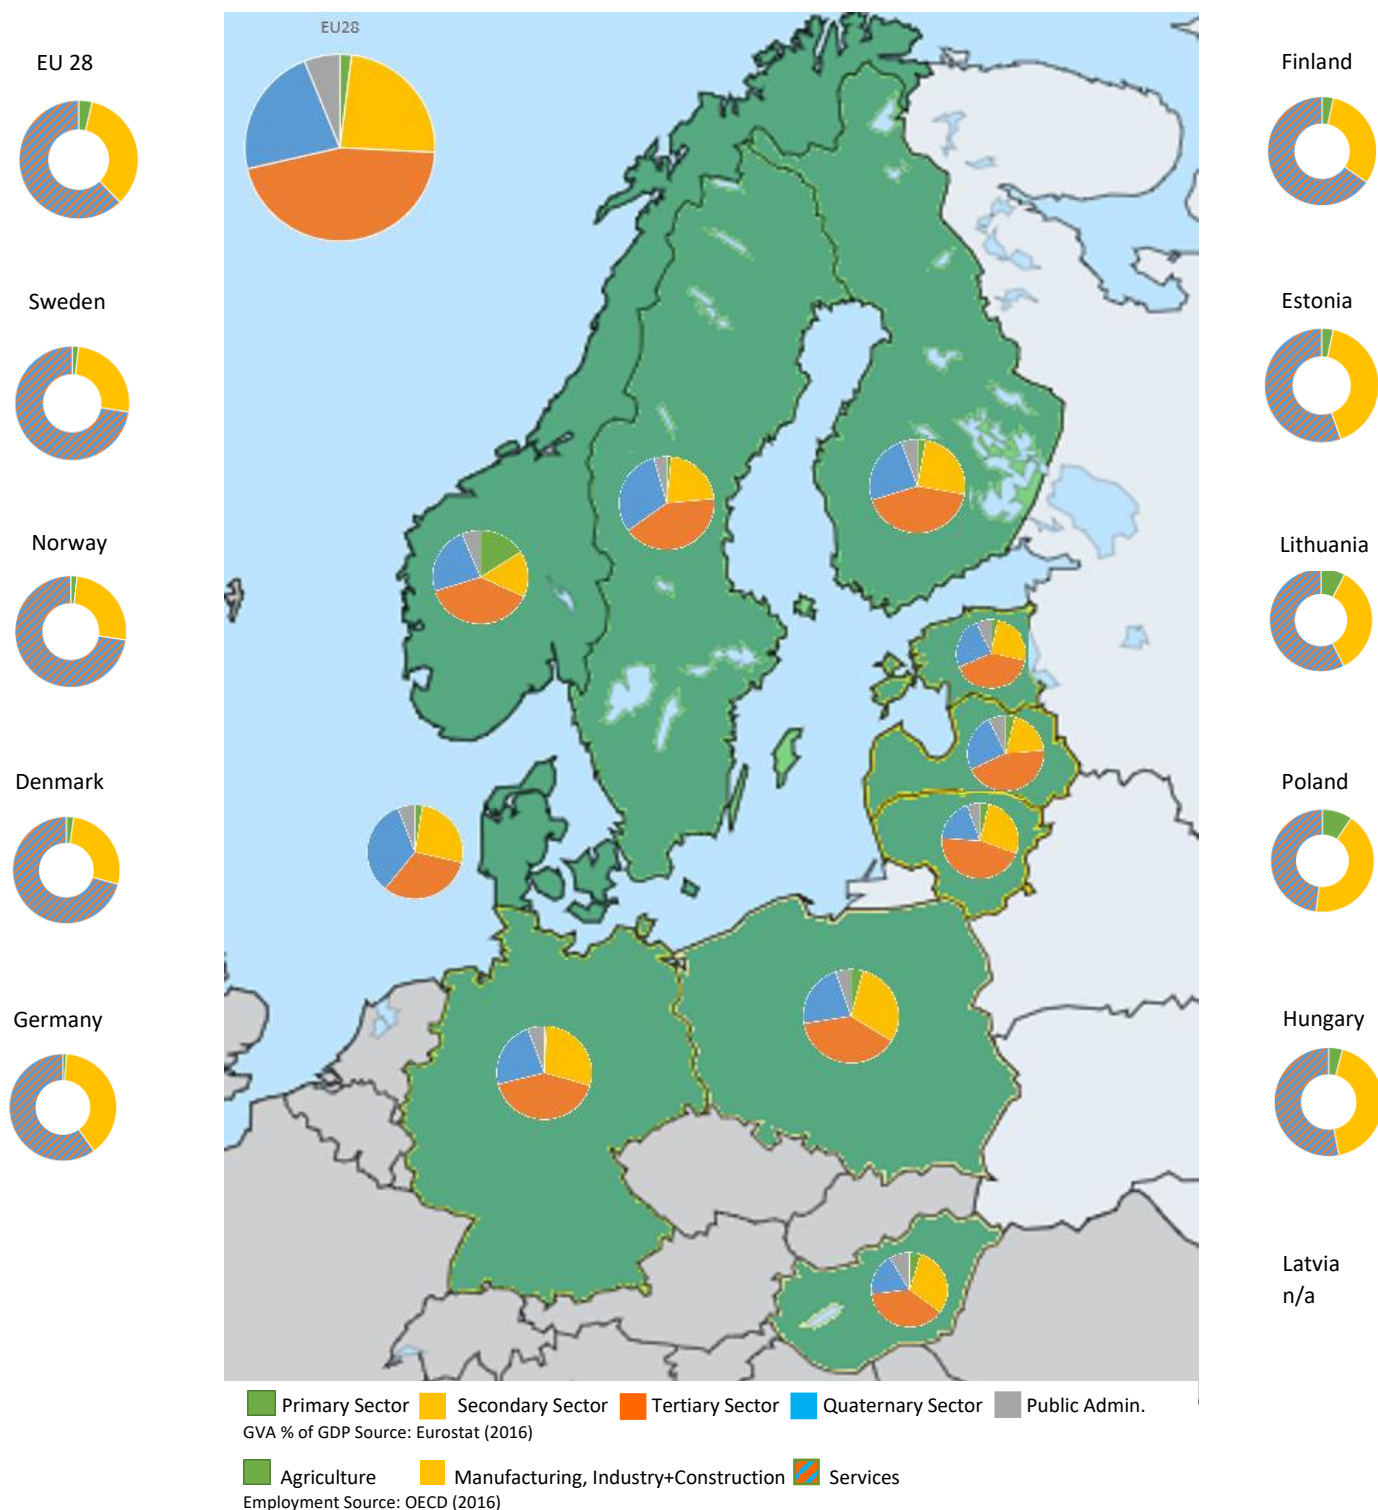 EU28
EU 28
Finland
Sweden
Estonia
Norway
Lithuania
Denmark
Poland
Germany
Hungary
Latvia
n/a
Primary Sector Secondary Sector Tertiary Sector Quaternary Sector Public Admin.
GVA % of GDP Source: Eurostat (2016)
Agriculture Manufacturing, Industry+Construction Services
Employment Source: OECD (2016)